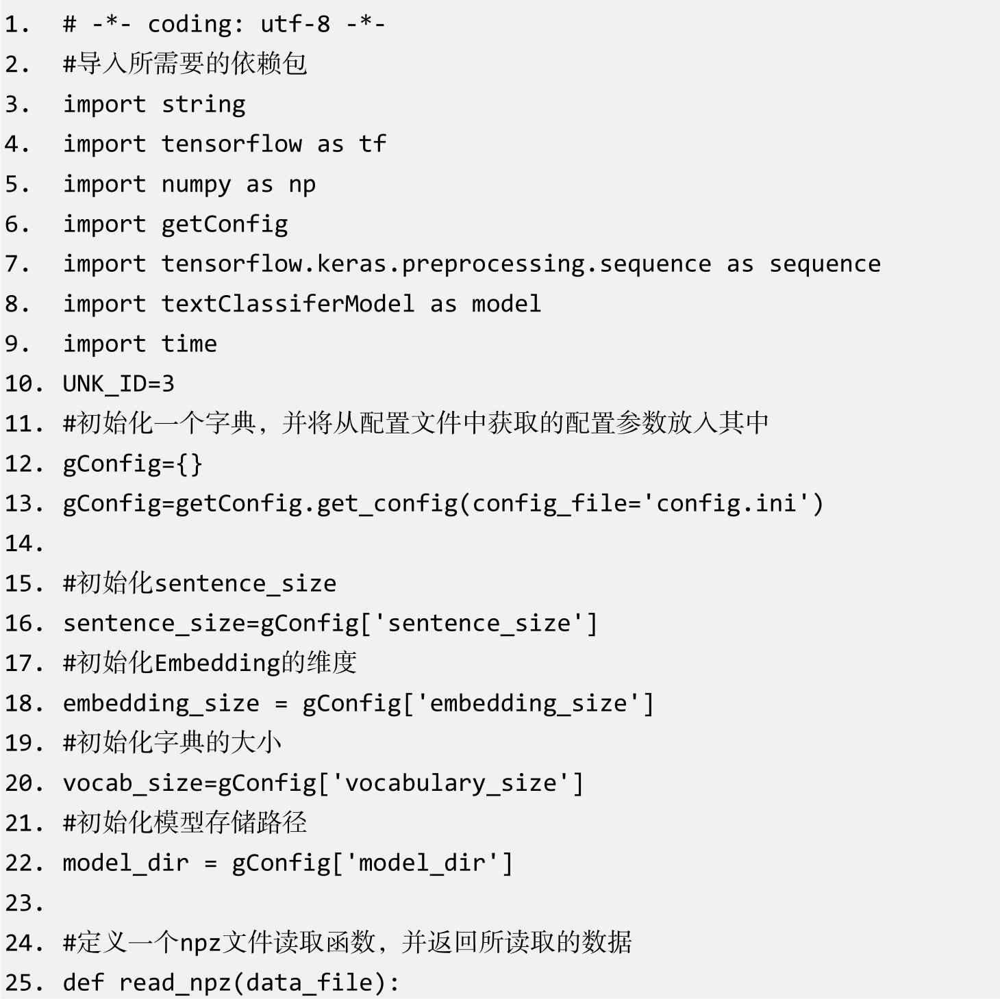 1. # -*- coding: utf-8 -*-
2. #导入所需要的依赖包
3. import string
4. import tensorflow as tf
5. import numpy as np
6. import getConfig
7. import tensorflow.keras.preprocessing.sequence as sequence
8. import textClassiferModel as model
9. import time
10. UNK_ID=3
11. #初始化一个字典，并将从配置文件中获取的配置参数放入其中
12. gConfig={}
13. gConfig=getConfig.get_config(config_file='config.ini')
14.
15. #初始化sentence_size
16. sentence_size=gConfig['sentence_size']
17. #初始化Embedding的维度
18. embedding_size = gConfig['embedding_size']
19. #初始化字典的大小
20. vocab_size=gConfig['vocabulary_size']
21. #初始化模型存储路径
22. model_dir = gConfig['model_dir']
23.
24. #定义一个npz文件读取函数，并返回所读取的数据
25. def read_npz(data_file):